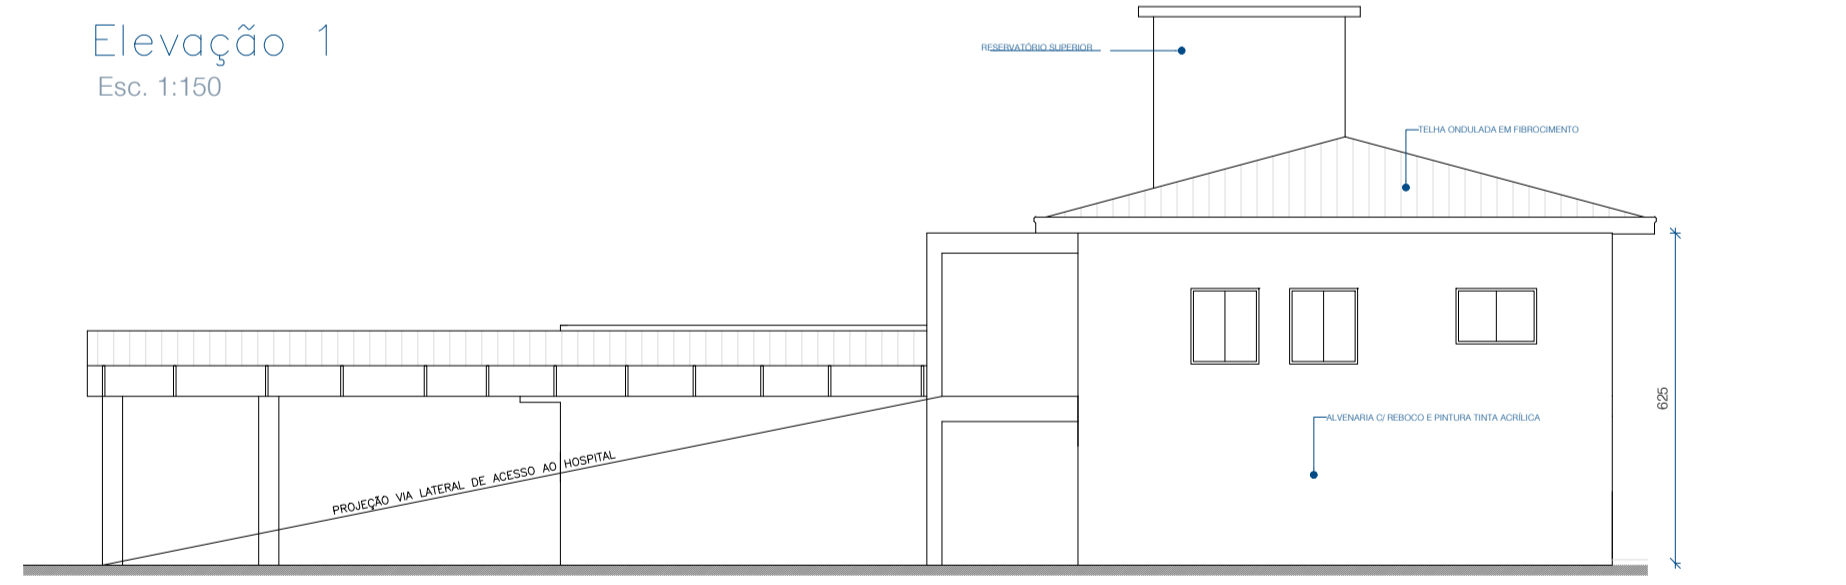 Elevação 1
Esc. 1:150
RESERVATÓRIO SUPERIOR
TELHA ONDULADA EM FIBROCIMENTO
625
ALVENARIA C/ REBOCO E PINTURA TINTA ACRÍLICA
PROJEÇÃO VIA LATERAL DE ACESSO AO HOSPITAL